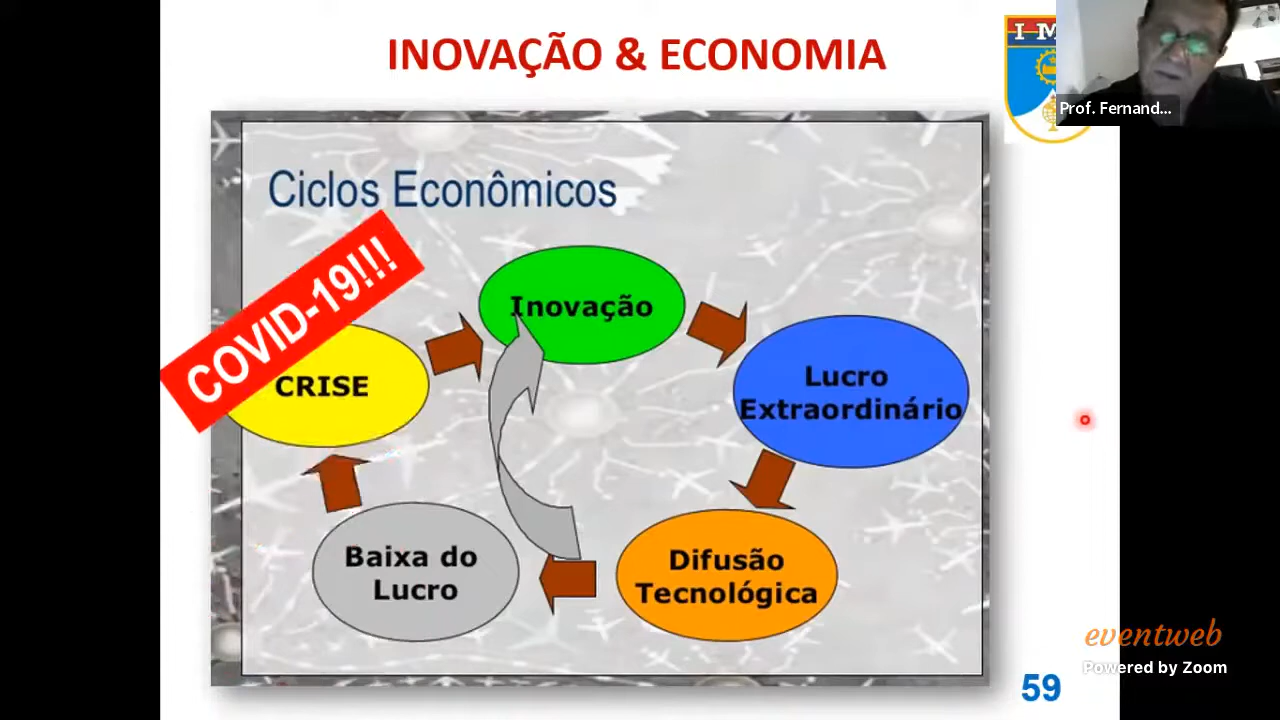 INOVAÇÃO & ECONOMIA
I M
Prof. Fernand...
Ciclos Econômicos
COVID-19!!!
Inovação
CRISE
Lucro
Extraordinário
Baixa do
Lucro
Difusão
Tecnológica
eventweb
Powered by Zoom
59